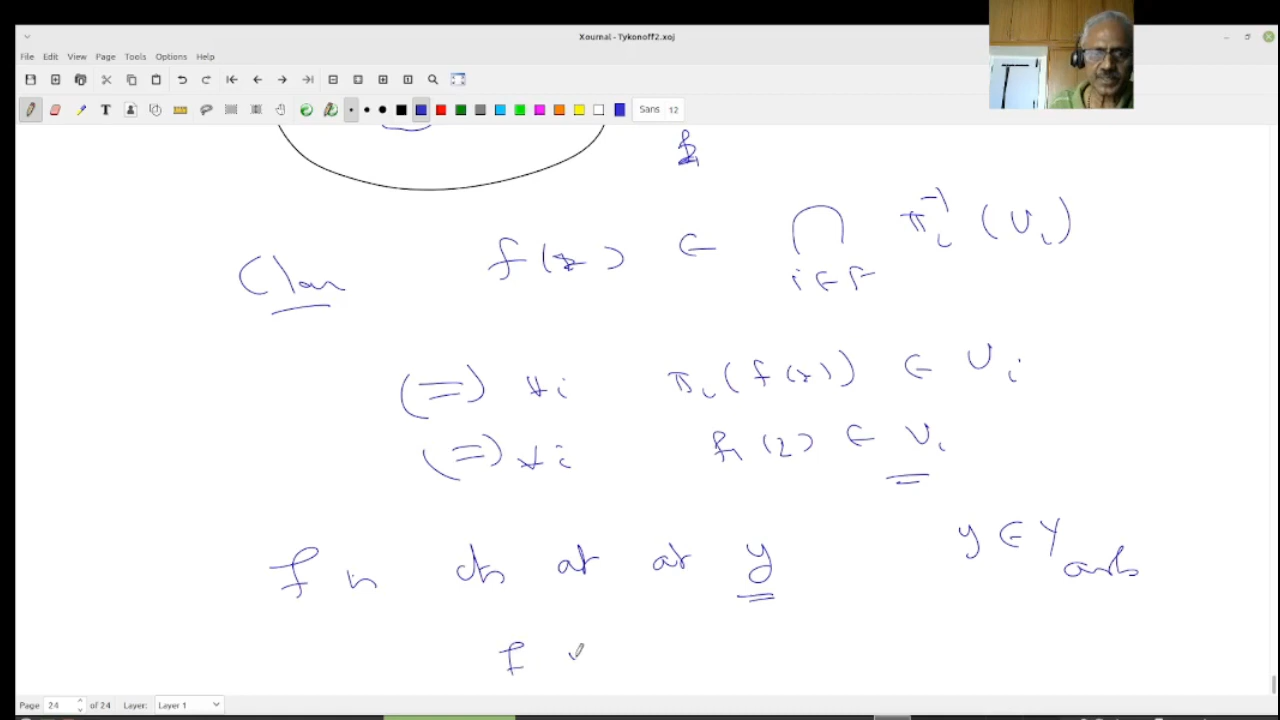 Xournal - Tykonoff2.xoj
File Edit View Page Tools Options Help
Sans 12
Claim f(z) ∈ ⋂ π_i^{-1}(U_i)
i∈F
(=) ∀i π_i(f(z)) ∈ U_i
(=) ∀i f_i(z) ∈ U_i
f is cts at at y y ∈ Y
arb
f
Page 24 of 24 Layer: Layer 1